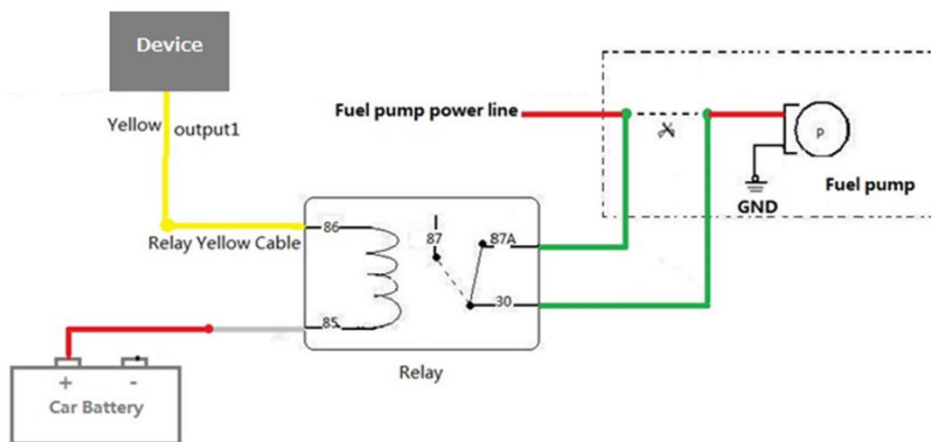 Device
Yellow
output1
Fuel pump power line
P
Fuel pump
GND
Relay Yellow Cable
86
87
87A
30
85
Relay
+
-
Car Battery